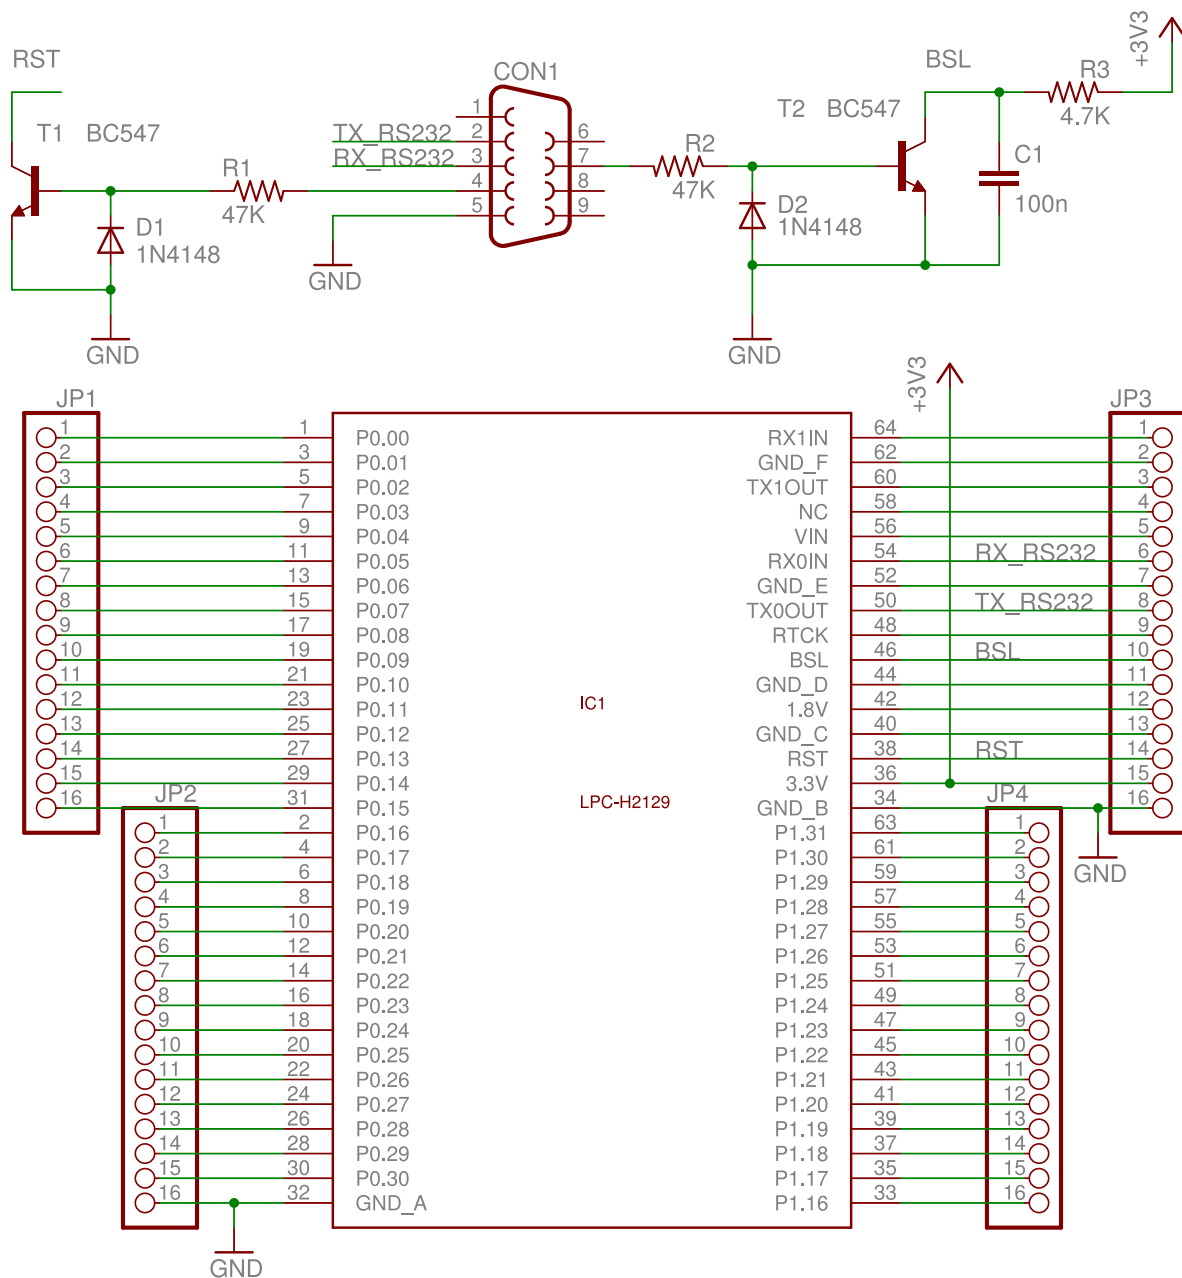 RST
CON1
BSL
+3V3
R3
4.7K
T1 BC547
T2 BC547
TX_RS232
RX_RS232
1
2
3
4
5
6
7
8
9
R1
47K
R2
47K
C1
100n
D1
1N4148
D2
1N4148
GND
GND
GND
+3V3
JP1
JP3
1 1 P0.00 RX1IN 64 1
2 3 P0.01 GND_F 62 2
3 5 P0.02 TX1OUT 60 3
4 7 P0.03 NC 58 4
5 9 P0.04 VIN 56 5
6 11 P0.05 RX0IN 54 RX_RS232 6
7 13 P0.06 GND_E 52 7
8 15 P0.07 TX0OUT 50 TX_RS232 8
9 17 P0.08 RTCK 48 9
10 19 P0.09 BSL 46 BSL 10
11 21 P0.10 GND_D 44 11
IC1
12 23 P0.11 1.8V 42 12
13 25 P0.12 GND_C 40 13
14 27 P0.13 RST 38 RST 14
15 29 P0.14 3.3V 36 15
JP2
JP4
LPC-H2129
16 31 P0.15 GND_B 34 16
1 2 P0.16 P1.31 63 1
2 4 P0.17 P1.30 61 2
GND
3 6 P0.18 P1.29 59 3
4 8 P0.19 P1.28 57 4
5 10 P0.20 P1.27 55 5
6 12 P0.21 P1.26 53 6
7 14 P0.22 P1.25 51 7
8 16 P0.23 P1.24 49 8
9 18 P0.24 P1.23 47 9
10 20 P0.25 P1.22 45 10
11 22 P0.26 P1.21 43 11
12 24 P0.27 P1.20 41 12
13 26 P0.28 P1.19 39 13
14 28 P0.29 P1.18 37 14
15 30 P0.30 P1.17 35 15
16 32 GND_A P1.16 33 16
GND